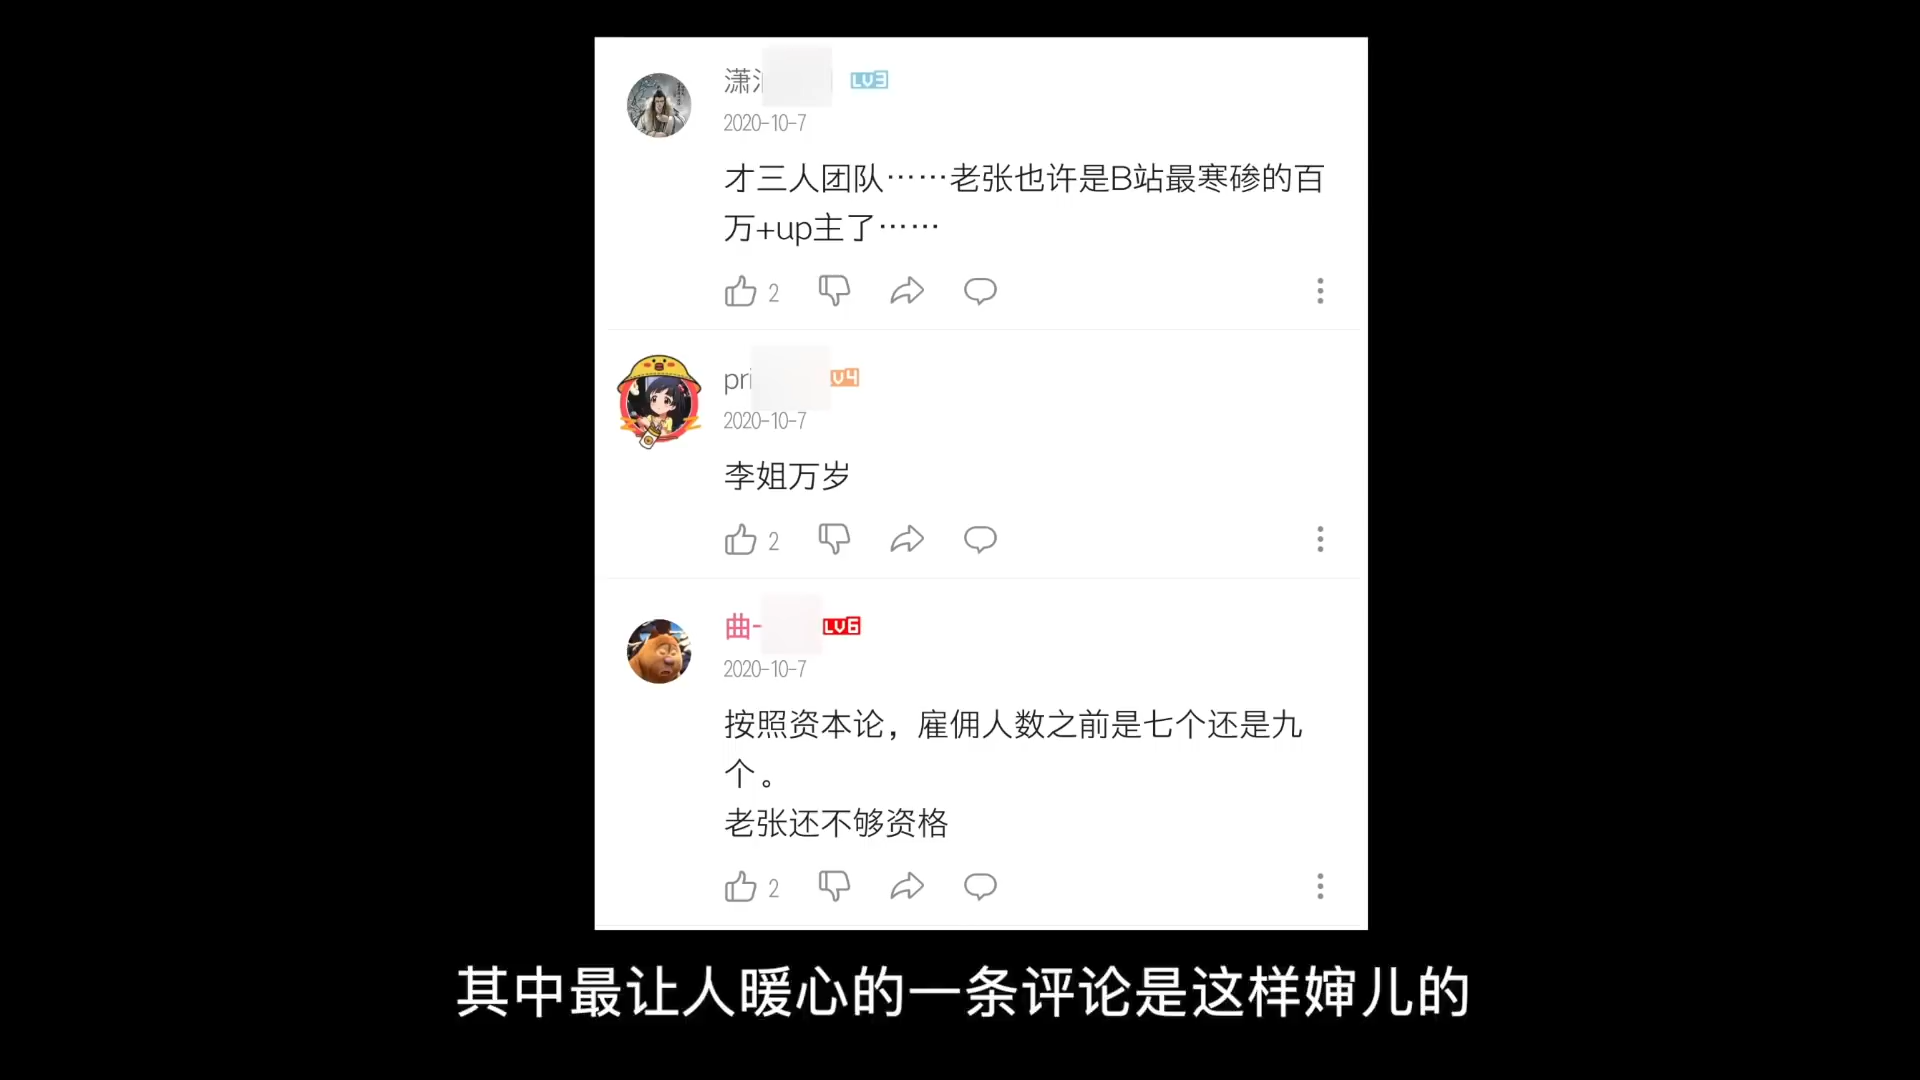 潇 LV3
2020-10-7
才三人团队……老张也许是B站最寒碜的百
万+up主了……
2
pri LV4
2020-10-7
李姐万岁
2
曲- LV6
2020-10-7
按照资本论，雇佣人数之前是七个还是九
个。
老张还不够资格
2
其中最让人暖心的一条评论是这样婶儿的